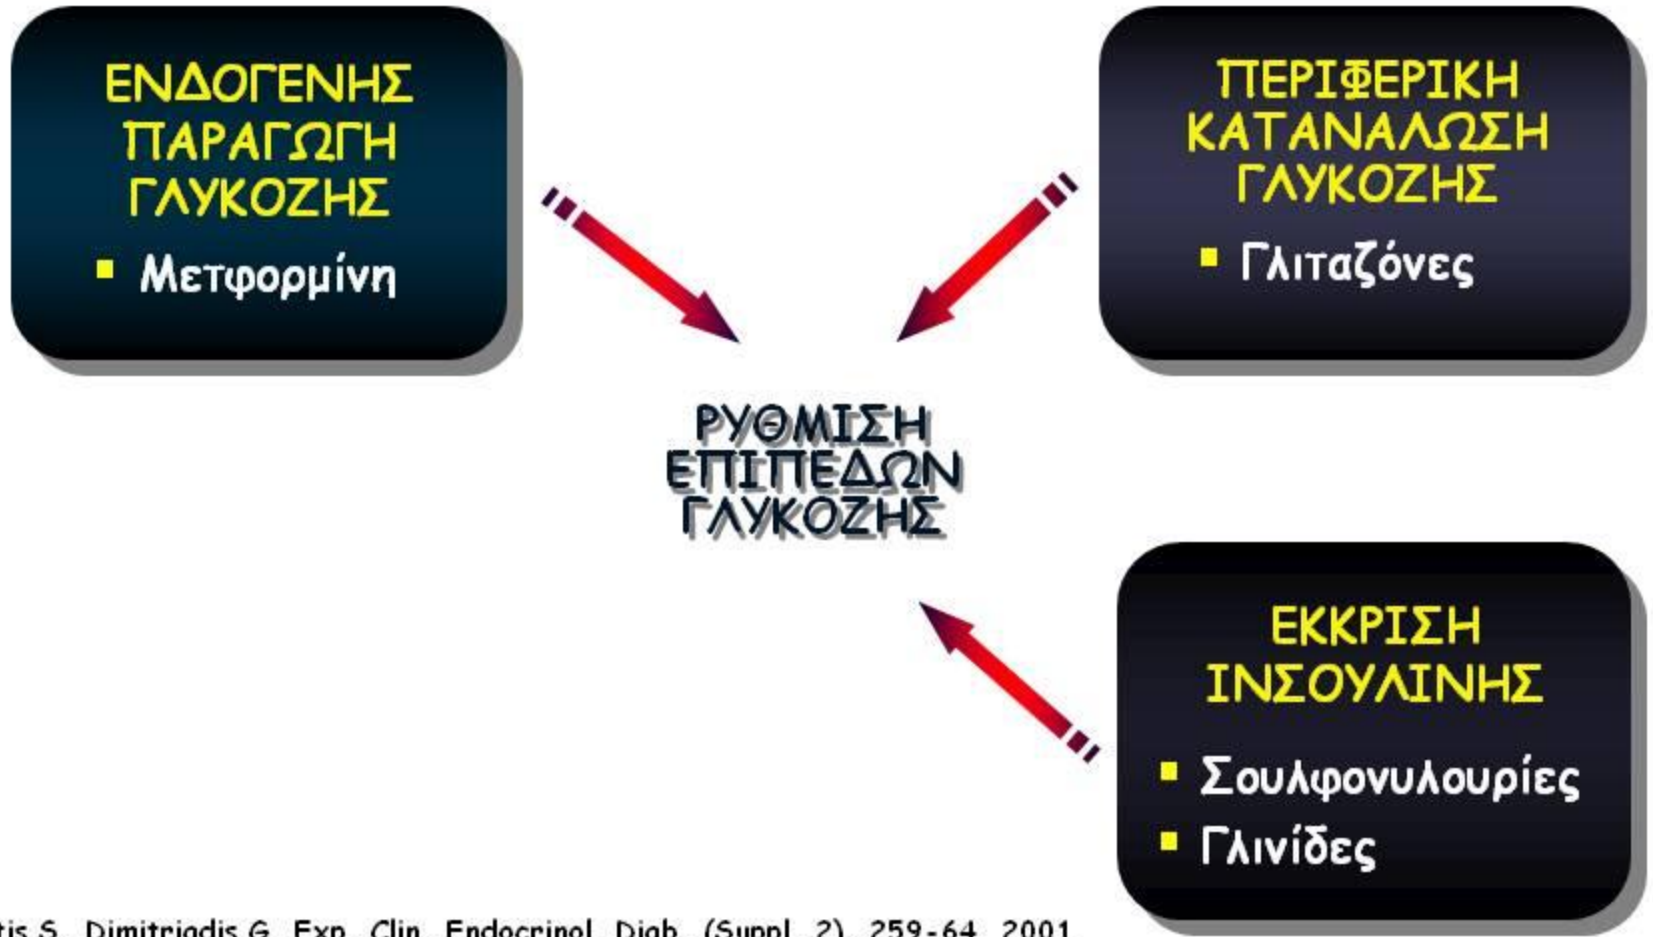 ΕΝΔΟΓΕΝΗΣ
ΠΑΡΑΓΩΓΗ
ΓΛΥΚΟΖΗΣ
▪ Μετφορμίνη
ΠΕΡΙΦΕΡΙΚΗ
ΚΑΤΑΝΑΛΩΣΗ
ΓΛΥΚΟΖΗΣ
▪ Γλιταζόνες
ΡΥΘΜΙΣΗ
ΕΠΙΠΕΔΩΝ
ΓΛΥΚΟΖΗΣ
ΕΚΚΡΙΣΗ
ΙΝΣΟΥΛΙΝΗΣ
▪ Σουλφονυλουρίες
▪ Γλινίδες
S, Dimitriadis G, Exp. Clin. Endocrinol. Diab. (Suppl. 2), 259-64, 2001